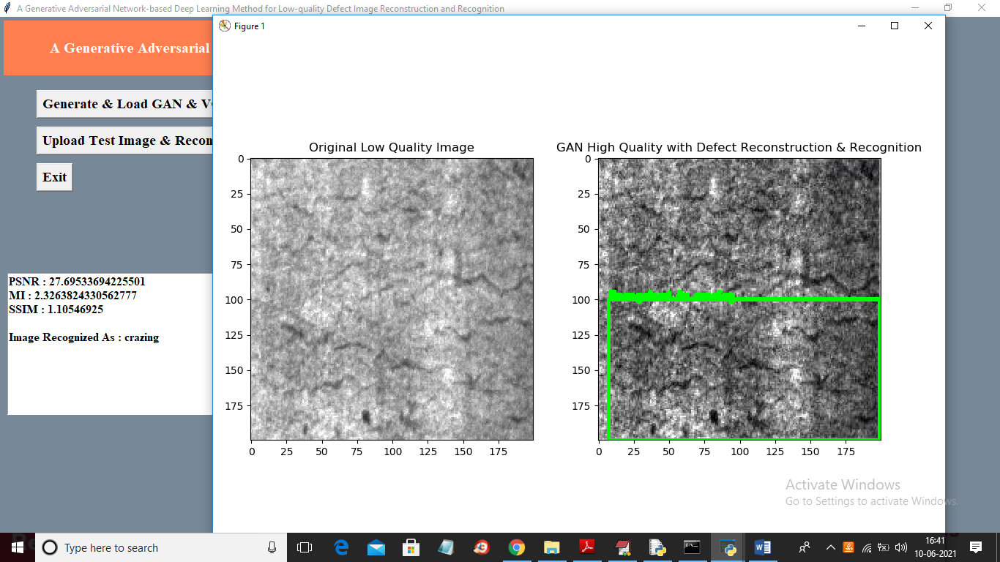 A Generative Adversarial Network-based Deep Learning Method for Low-quality Defect Image Reconstruction and Recognition
Figure 1
A Generative Adversarial
Generate & Load GAN & V
Upload Test Image & Recon
Exit
PSNR : 27.69533694225501
MI : 2.3263824330562777
SSIM : 1.10546925
Image Recognized As : crazing
Original Low Quality Image
0
25
50
75
100
125
150
175
0 25 50 75 100 125 150 175
GAN High Quality with Defect Reconstruction & Recognition
0
25
50
75
100
125
150
175
0 25 50 75 100 125 150 175
Activate Windows
Go to Settings to activate Windows.
Type here to search
16:41
10-06-2021